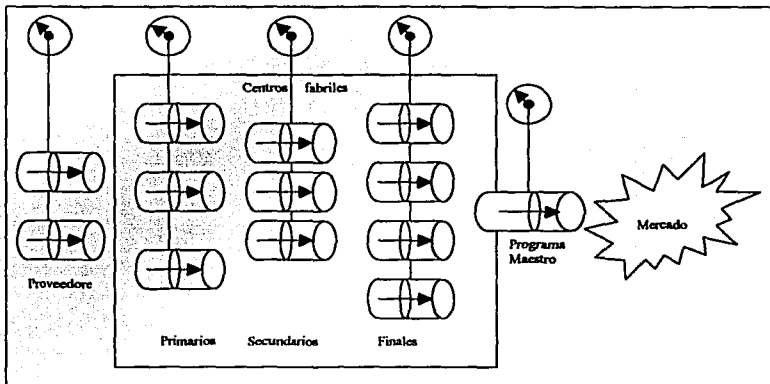 Centros fabriles
Proveedore
Programa
Maestro
Mercado
Primarios Secundarios Finales